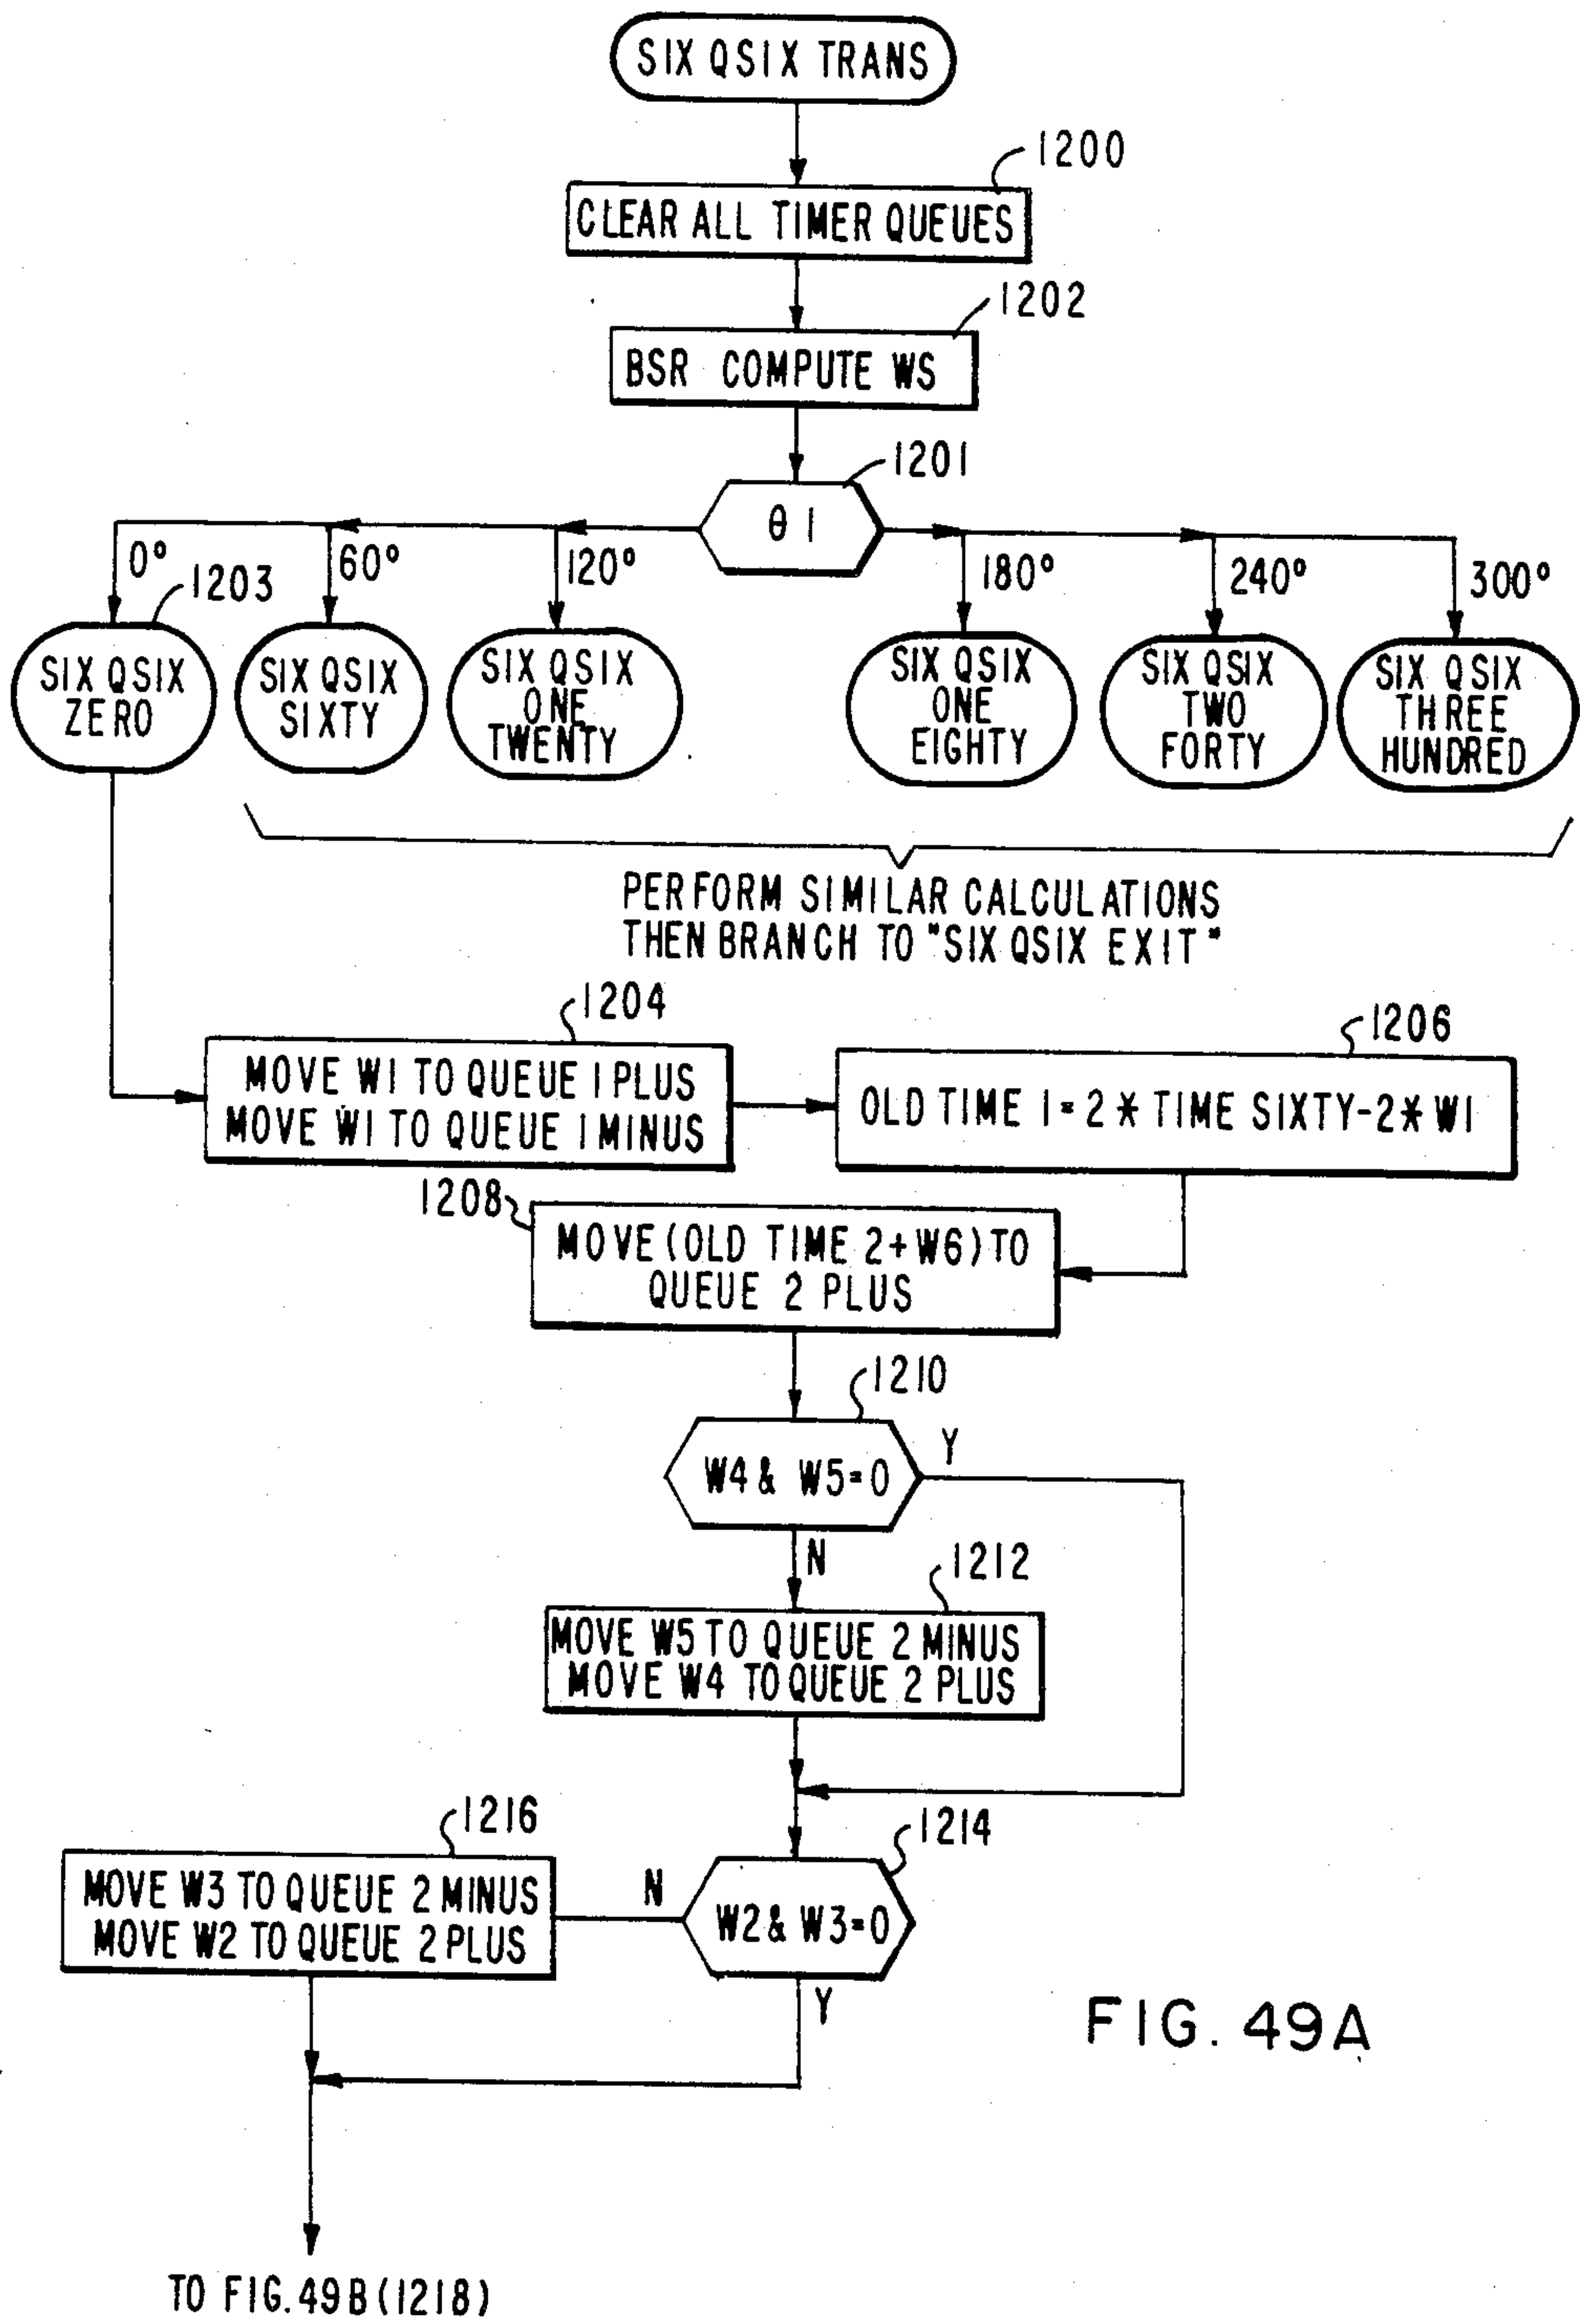 SIX QSIX TRANS
1200
CLEAR ALL TIMER QUEUES
1202
BSR COMPUTE WS
1201
θ 1
0°
60°
120°
180°
240°
300°
1203
SIX QSIX
ZERO
SIX QSIX
SIXTY
SIX QSIX
ONE
TWENTY
SIX QSIX
ONE
EIGHTY
SIX QSIX
TWO
FORTY
SIX QSIX
THREE
HUNDRED
PERFORM SIMILAR CALCULATIONS
THEN BRANCH TO "SIX QSIX EXIT"
1204
MOVE W1 TO QUEUE 1 PLUS
MOVE W1 TO QUEUE 1 MINUS
1206
OLD TIME 1=2 * TIME SIXTY-2* W1
1208
MOVE (OLD TIME 2+W6) TO
QUEUE 2 PLUS
1210
W4 & W5=0
Y
N
1212
MOVE W5 TO QUEUE 2 MINUS
MOVE W4 TO QUEUE 2 PLUS
1214
W2 & W3=0
N
Y
1216
MOVE W3 TO QUEUE 2 MINUS
MOVE W2 TO QUEUE 2 PLUS
FIG. 49A
TO FIG. 49B (1218)